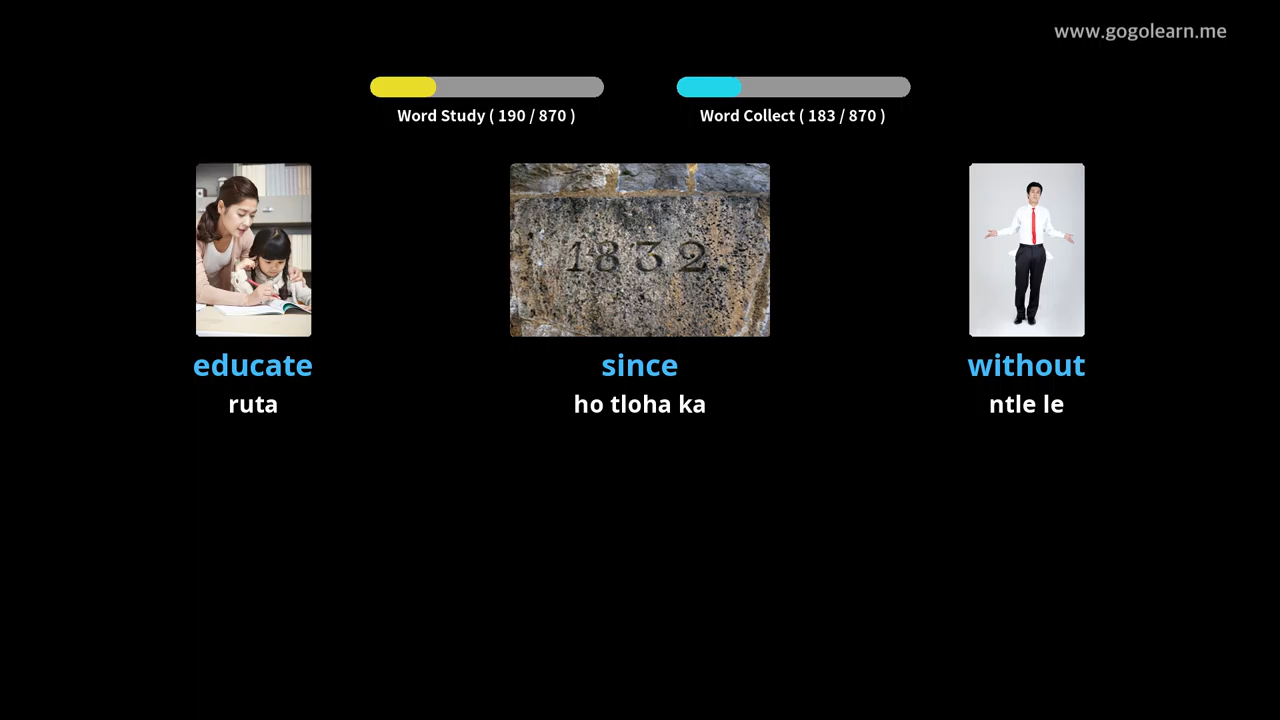 www.gogolearn.me
Word Study ( 190 / 870 )
Word Collect ( 183 / 870 )
1832.
educate
since
without
ruta
ho tloha ka
ntle le